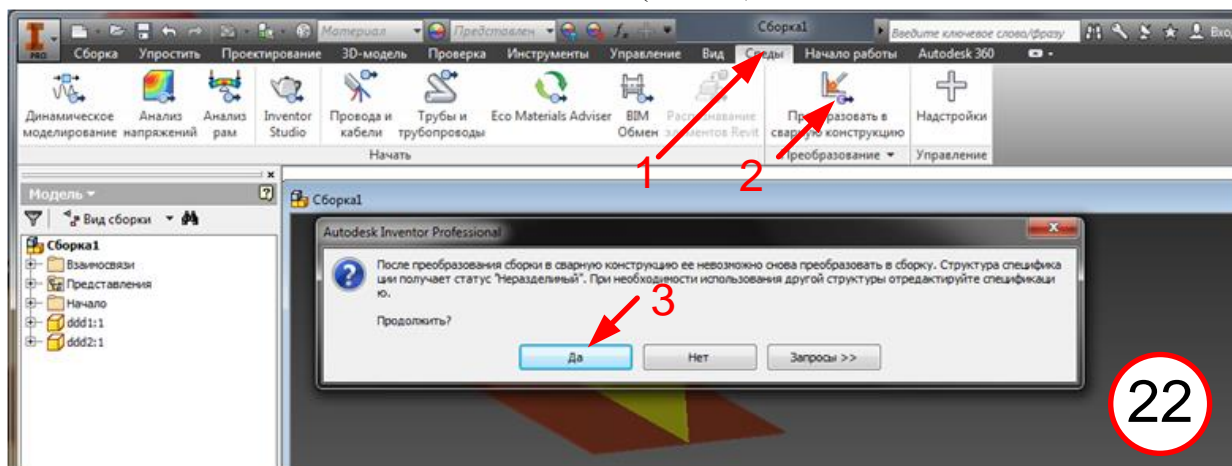 PRO
Материал
Представлен
Сборка1
Введите ключевое слово/фразу
Сборка Упростить Проектирование 3D-модель Проверка Инструменты Управление Вид Среды Начало работы Autodesk 360
Динамическое моделирование
Анализ напряжений
Анализ рам
Inventor Studio
Провода и кабели
Трубы и трубопроводы
Eco Materials Adviser
BIM Обмен
Распознавание элементов Revit
Преобразовать в сварную конструкцию
Надстройки
Начать
Преобразование
Управление
1
2
Модель
Вид сборки
Сборка1
Взаимосвязи
Представления
Начало
ddd1:1
ddd2:1
Сборка1
Autodesk Inventor Professional
После преобразования сборки в сварную конструкцию ее невозможно снова преобразовать в сборку. Структура специфика
ции получает статус "Неразделимый". При необходимости использования другой структуры отредактируйте спецификаци
ю.
Продолжить?
3
Да
Нет
Запросы >>
22